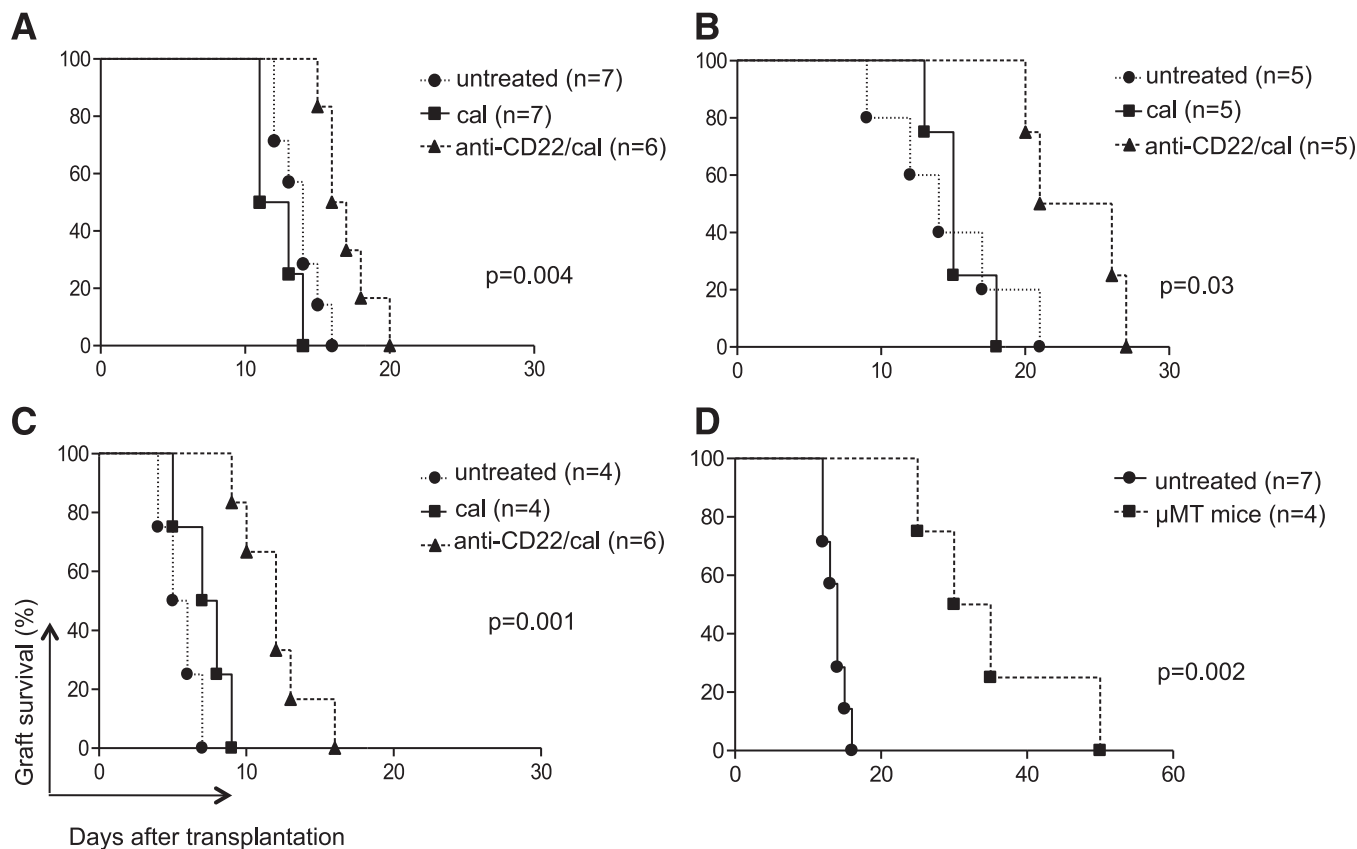 A
100
80
60
40
20
0
0 10 20 30
untreated (n=7)
cal (n=7)
anti-CD22/cal (n=6)
p=0.004
B
100
80
60
40
20
0
0 10 20 30
untreated (n=5)
cal (n=5)
anti-CD22/cal (n=5)
p=0.03
C
100
80
60
40
20
0
0 10 20 30
untreated (n=4)
cal (n=4)
anti-CD22/cal (n=6)
p=0.001
Graft survival (%)
Days after transplantation
D
100
80
60
40
20
0
0 20 40 60
untreated (n=7)
µMT mice (n=4)
p=0.002